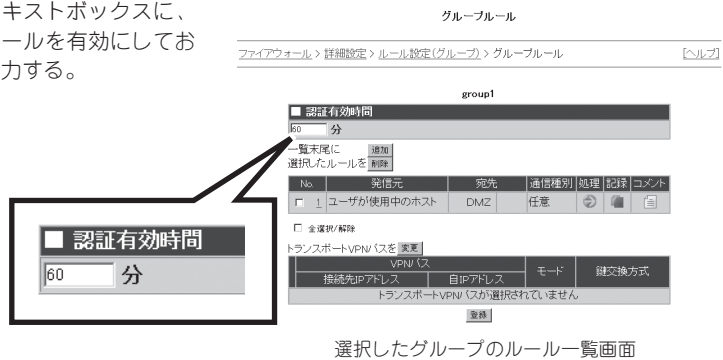 キストボックスに、
ールを有効にしてお
力する。
グループルール
ファイアウォール > 詳細設定 > ルール設定(グループ) > グループルール [ヘルプ]
group1
■ 認証有効時間
60 分
一覧末尾に 追加
選択したルールを 削除
No. 発信元 宛先 通信種別 処理 記録 コメント
1 ユーザが使用中のホスト DMZ 任意
全選択/解除
トランスポートVPNパスを 変更
VPNパス モード 鍵交換方式
接続先IPアドレス 自IPアドレス
トランスポートVPNパスが選択されていません
登録
■ 認証有効時間
60 分
選択したグループのルール一覧画面